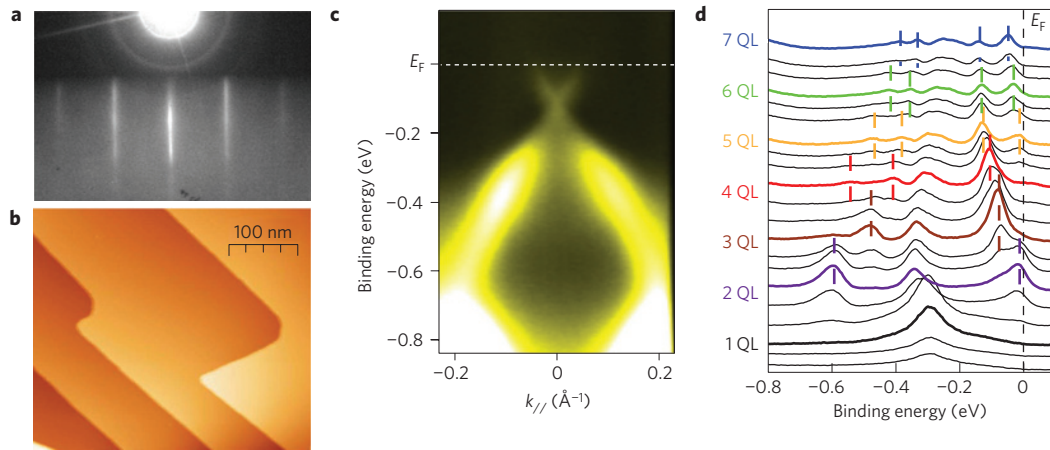 a
b
100 nm
c
E_F
−0.2
−0.4
−0.6
−0.8
Binding energy (eV)
−0.2
0
0.2
k// (Å−1)
d
E_F
7 QL
6 QL
5 QL
4 QL
3 QL
2 QL
1 QL
−0.8
−0.6
−0.4
−0.2
0
Binding energy (eV)